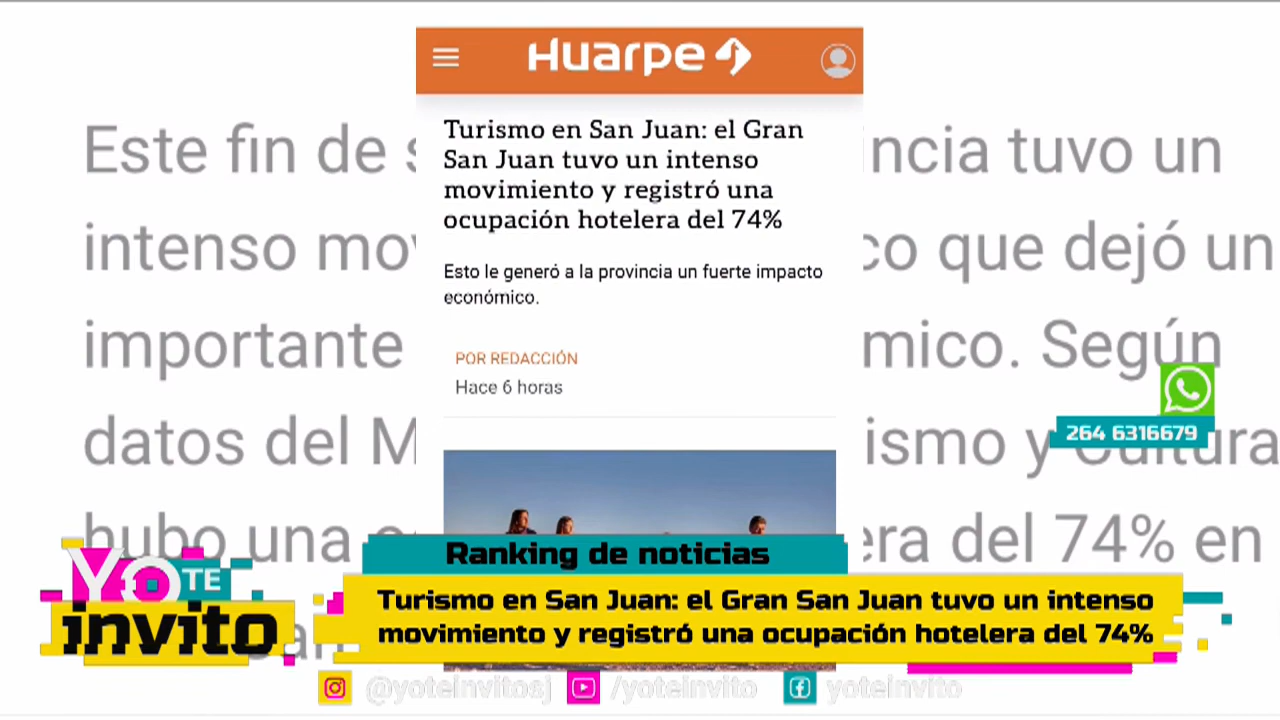 Huarpe
Turismo en San Juan: el Gran
San Juan tuvo un intenso
movimiento y registró una
ocupación hotelera del 74%
Esto le generó a la provincia un fuerte impacto
económico.
POR REDACCIÓN
Hace 6 horas
Este fin de
incia tuvo un
intenso
que dejó un
importante
mico. Según
datos del
ismo y Cultura
hubo una
era del 74% en
264 6316679
Ranking de noticias
Turismo en San Juan: el Gran San Juan tuvo un intenso
movimiento y registró una ocupación hotelera del 74%
YO TE
invito
@yoteinvitosj /yoteinvito yoteinvito